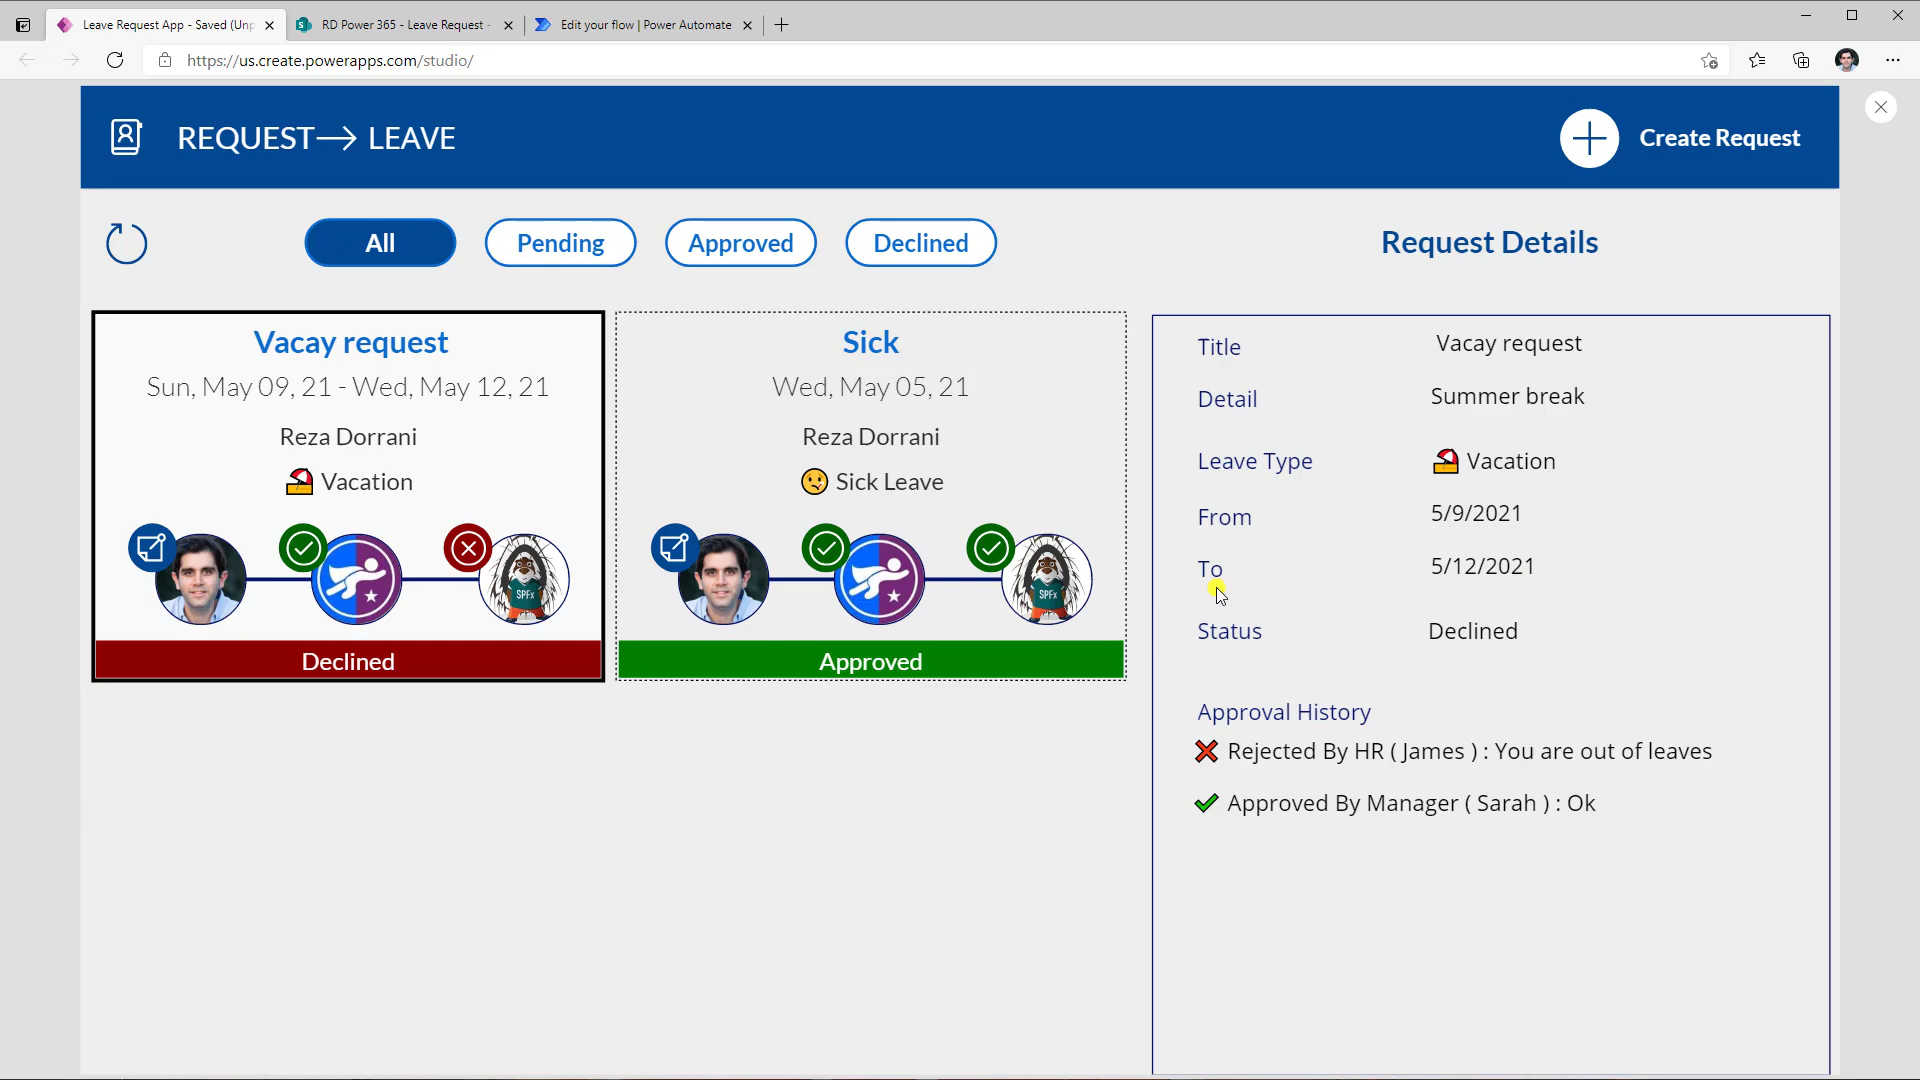 Leave Request App - Saved (Unp
RD Power 365 - Leave Request -
Edit your flow | Power Automate
https://us.create.powerapps.com/studio/
REQUEST→ LEAVE
Create Request
All
Pending
Approved
Declined
Request Details
Vacay request
Sun, May 09, 21 - Wed, May 12, 21
Reza Dorrani
Vacation
SPFx
Declined
Sick
Wed, May 05, 21
Reza Dorrani
Sick Leave
SPFx
Approved
Title Vacay request
Detail Summer break
Leave Type Vacation
From 5/9/2021
To 5/12/2021
Status Declined
Approval History
❌ Rejected By HR ( James ) : You are out of leaves
✔ Approved By Manager ( Sarah ) : Ok